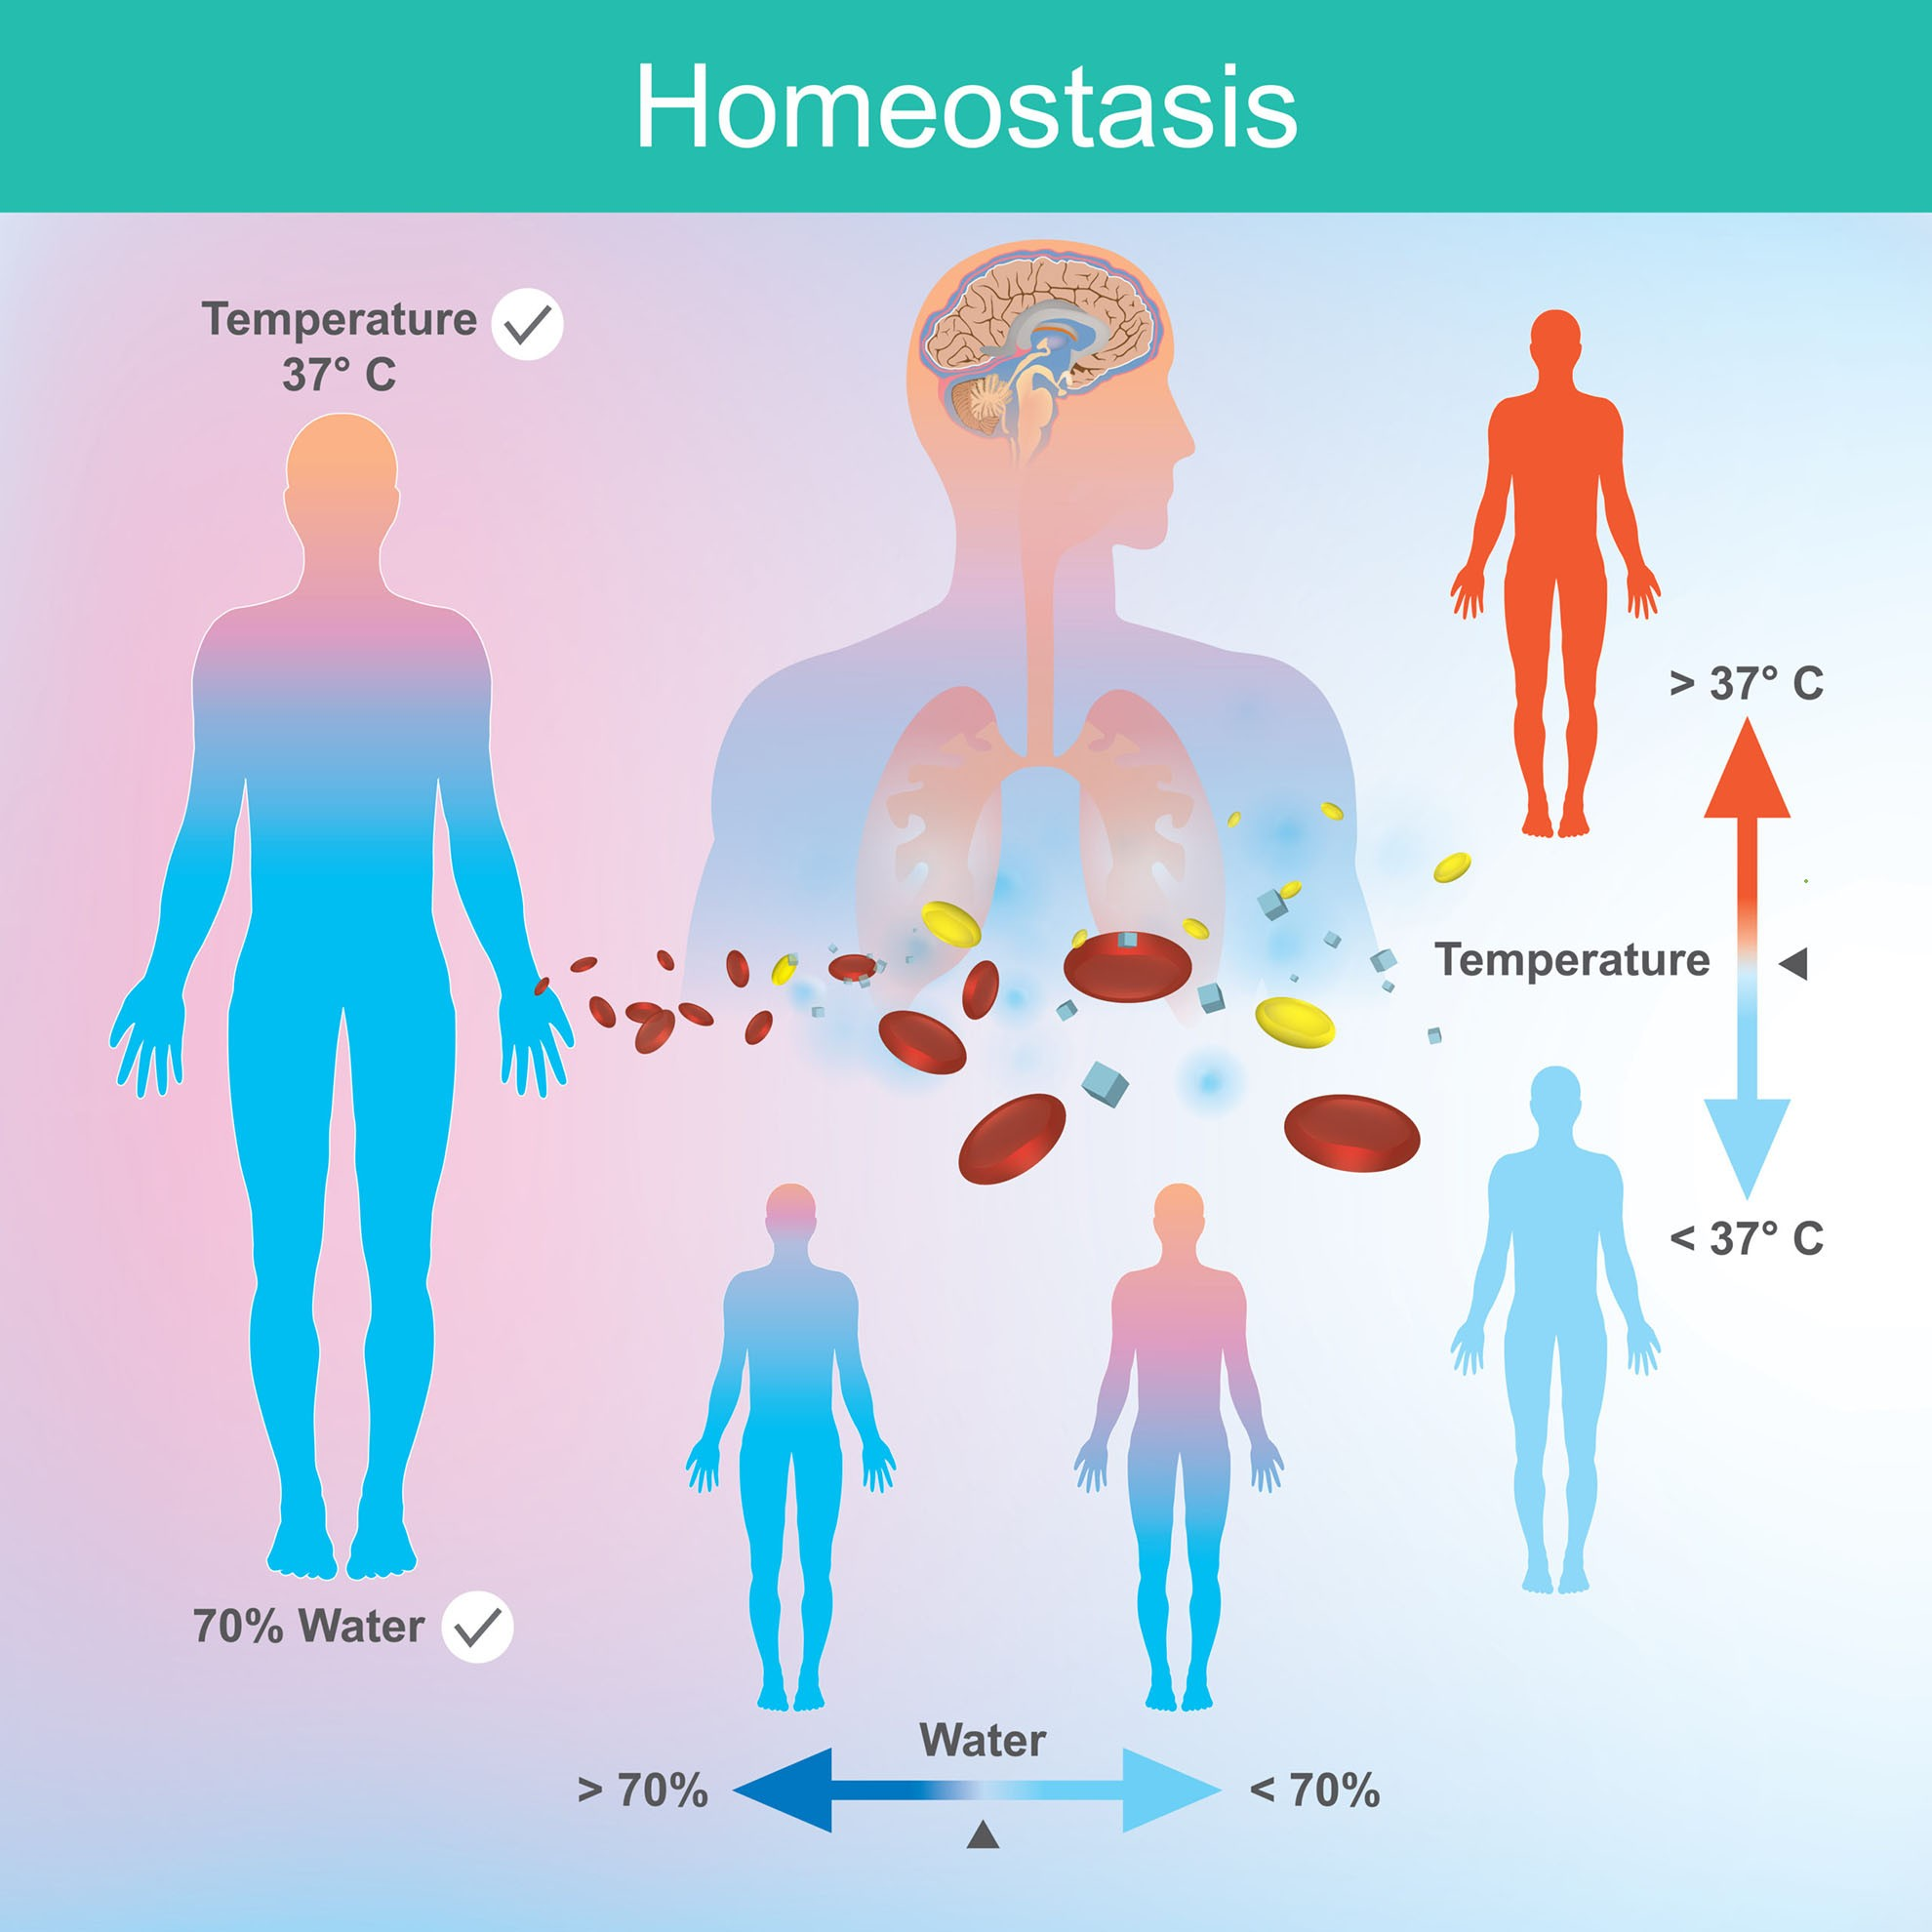 Homeostasis
Temperature
37° C
> 37° C
Temperature
< 37° C
70% Water
Water
> 70%
< 70%